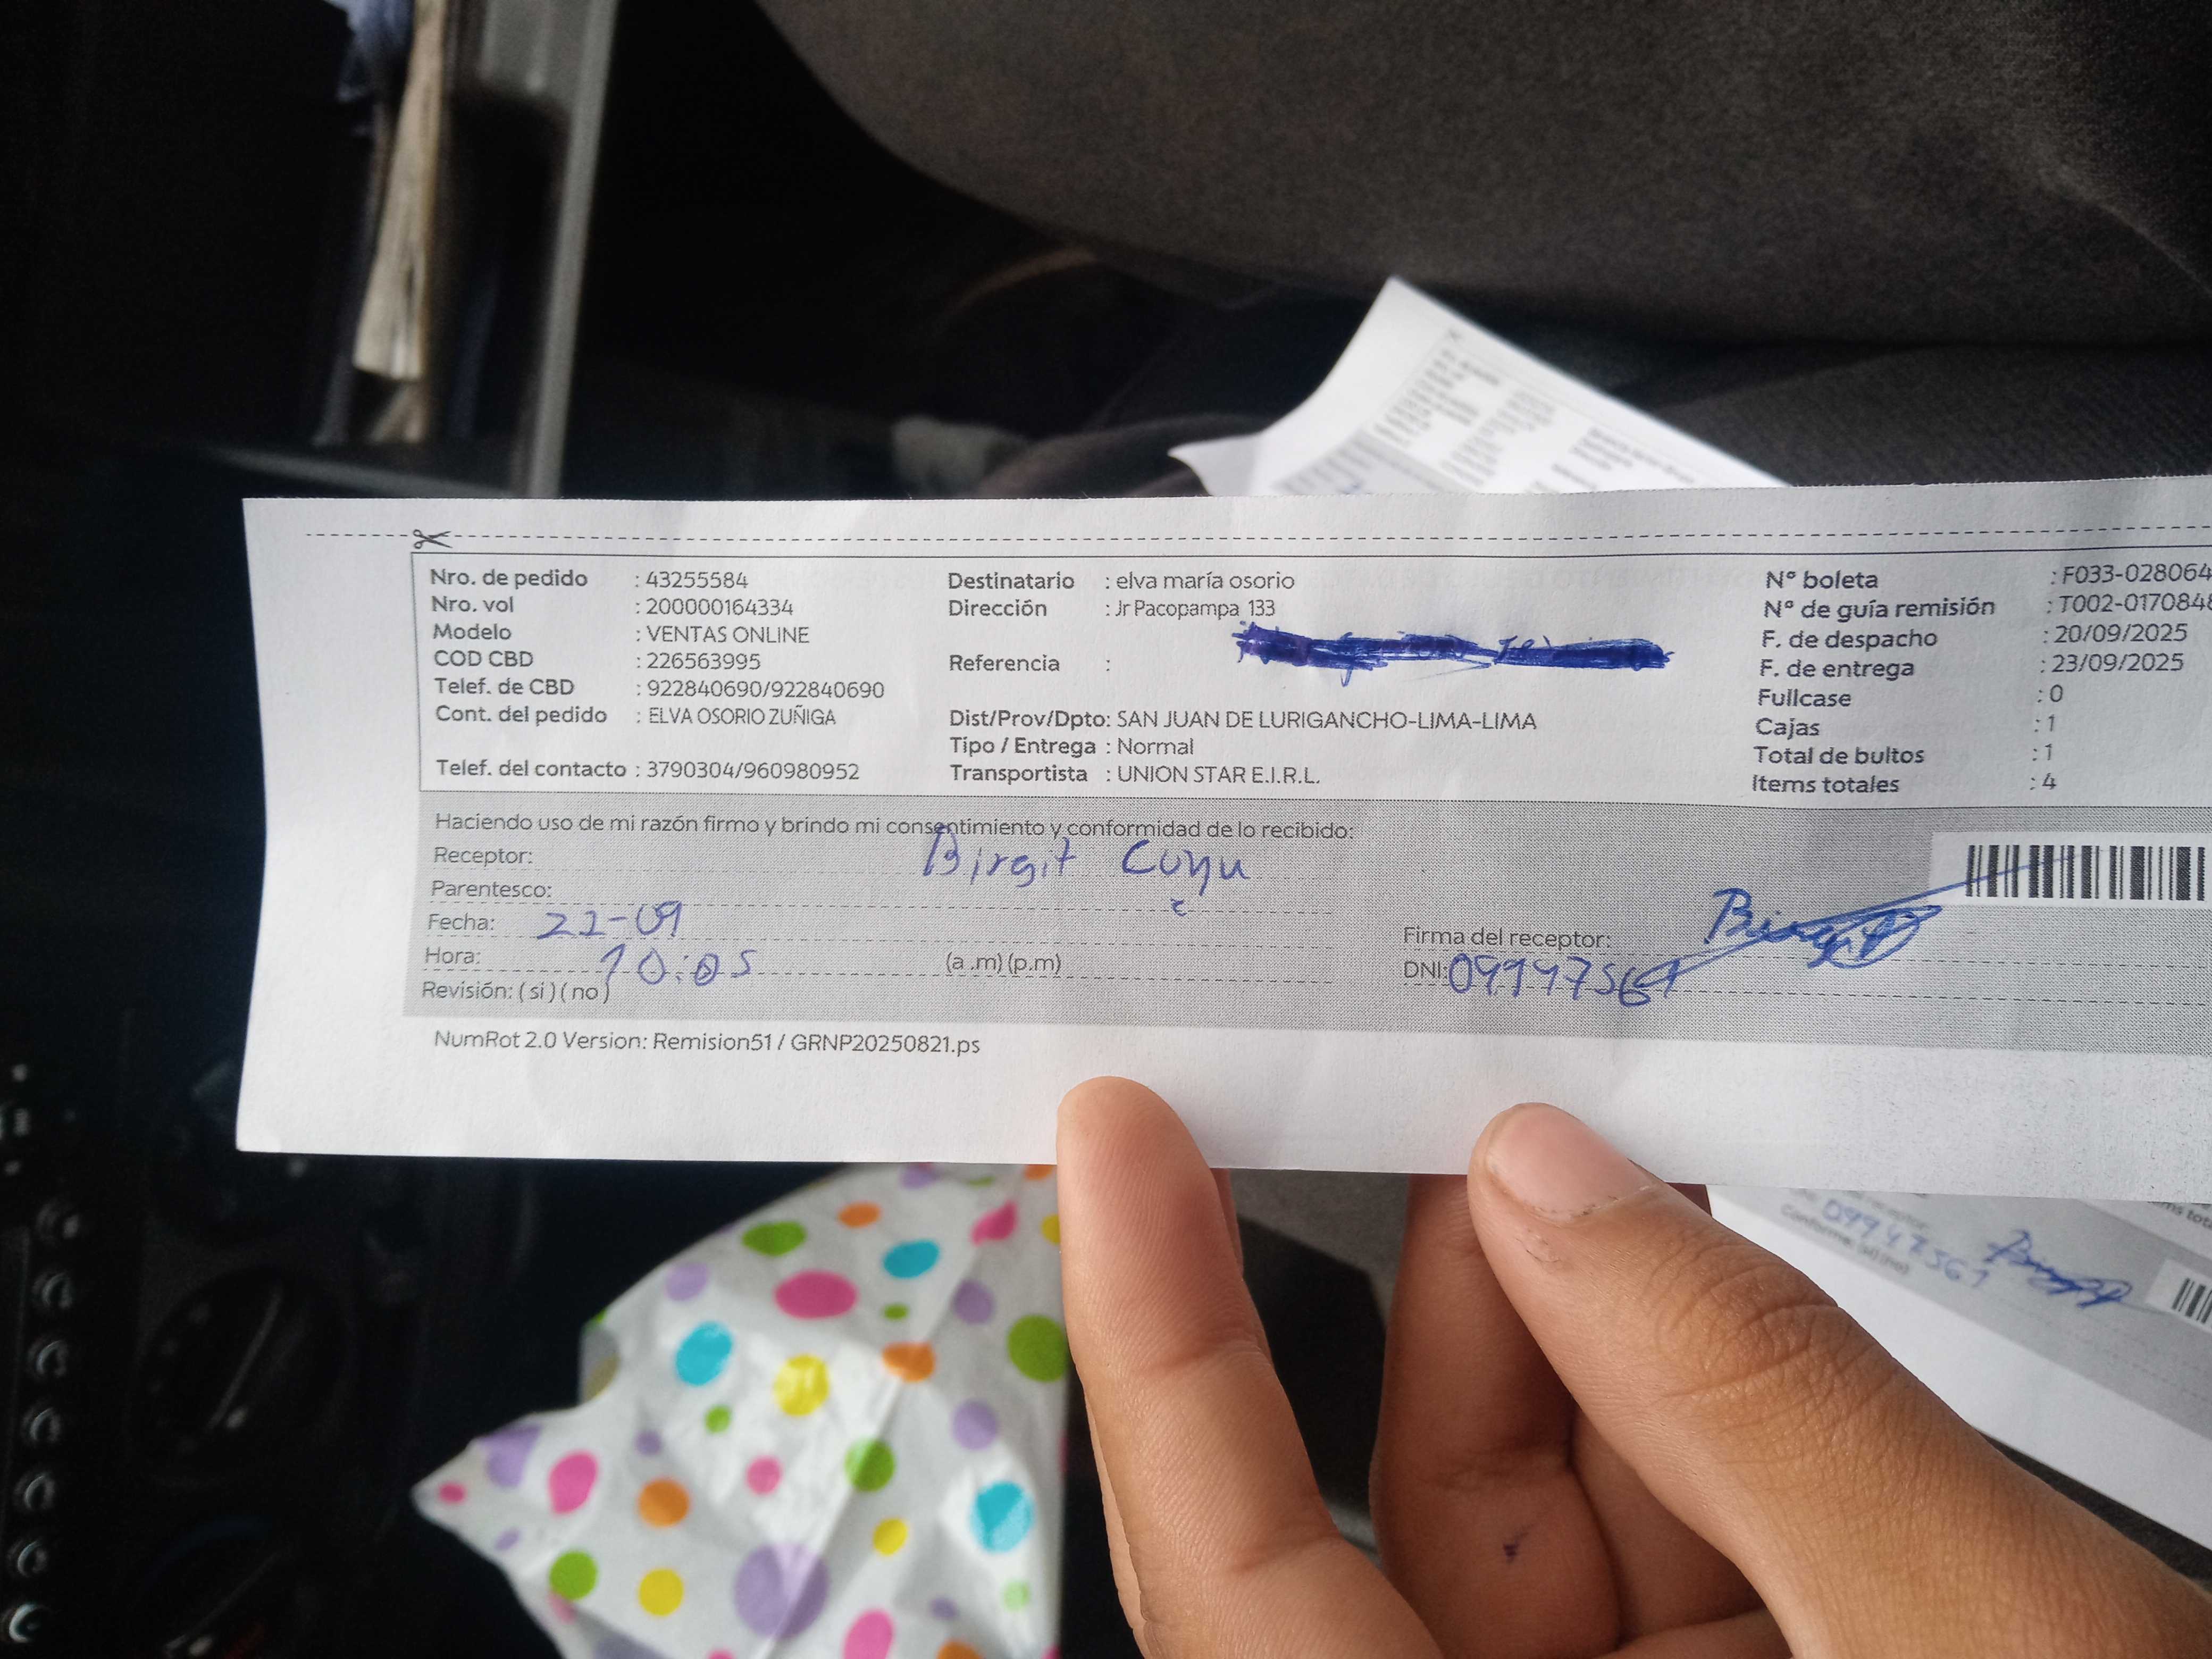 Nro. de pedido : 43255584
Nro. vol : 200000164334
Modelo : VENTAS ONLINE
COD CBD : 226563995
Telef. de CBD : 922840690/922840690
Cont. del pedido : ELVA OSORIO ZUÑIGA
Telef. del contacto : 3790304/960980952
Destinatario : elva maría osorio
Dirección : Jr Pacopampa 133
Referencia :
Dist/Prov/Dpto: SAN JUAN DE LURIGANCHO-LIMA-LIMA
Tipo / Entrega : Normal
Transportista : UNION STAR E.I.R.L.
N° boleta : F033-028064
N° de guía remisión : T002-0170848
F. de despacho : 20/09/2025
F. de entrega : 23/09/2025
Fullcase : 0
Cajas : 1
Total de bultos : 1
Items totales : 4
Haciendo uso de mi razón firmo y brindo mi consentimiento y conformidad de lo recibido:
Receptor: Birgit
Parentesco:
Fecha:
Hora: 10:05 (a .m) (p.m)
Revisión: ( si ) ( no )
Firma del receptor: Birgit
DNI: 09947561
NumRot 2.0 Version: Remision51 / GRNP20250821.ps
Conforme: (si) (no)